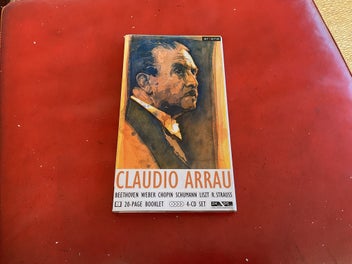 CLAUDIO ARRAU
BEETHOVEN WEBER CHOPIN SCHUMANN LISZT R. STRAUSS
20-PAGE BOOKLET 4-CD SET